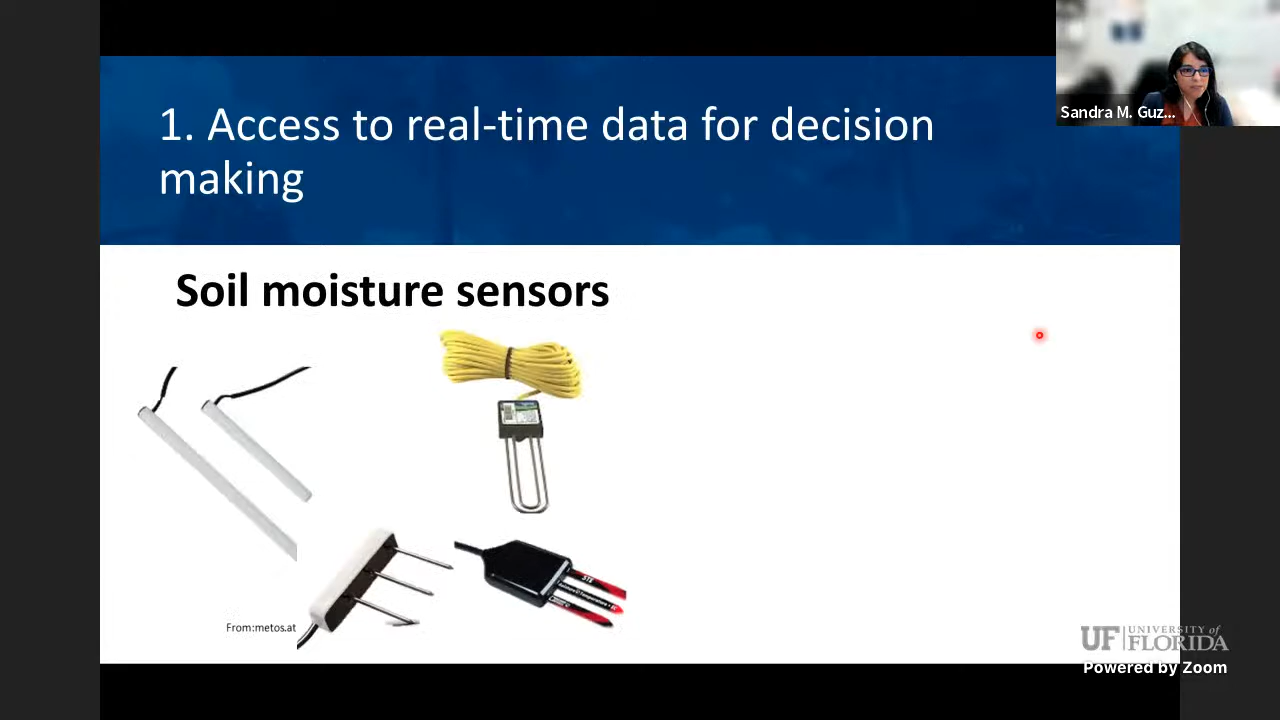 1. Access to real-time data for decision
making
Sandra M. Guz...
Soil moisture sensors
5TE
From:metos.at
UF UNIVERSITY of
FLORIDA
Powered by Zoom